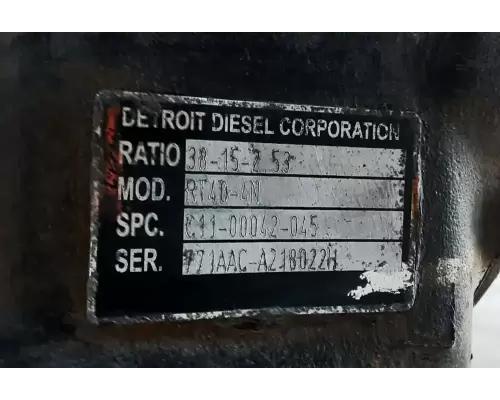 DETROIT DIESEL CORPORATION
RATIO 38-15-2.53
MOD. RT40-4N
SPC. C11-00042-045
SER. 771AAC-A218022H